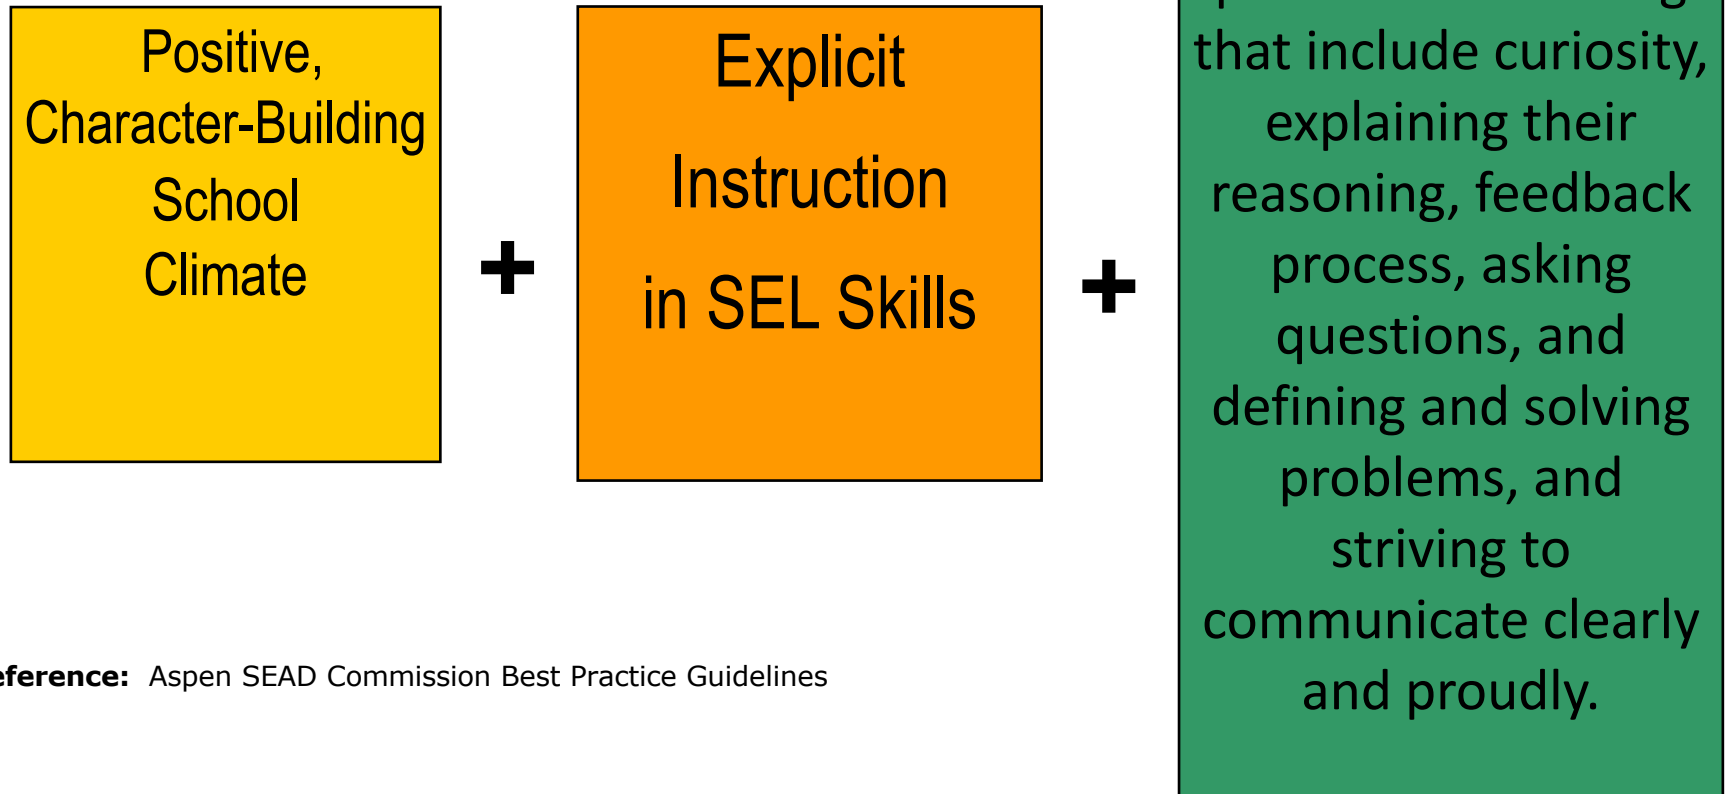 Positive,
Character-Building
School
Climate
+
Explicit
Instruction
in SEL Skills
+
that include curiosity,
explaining their
reasoning, feedback
process, asking
questions, and
defining and solving
problems, and
striving to
communicate clearly
and proudly.
eference: Aspen SEAD Commission Best Practice Guidelines